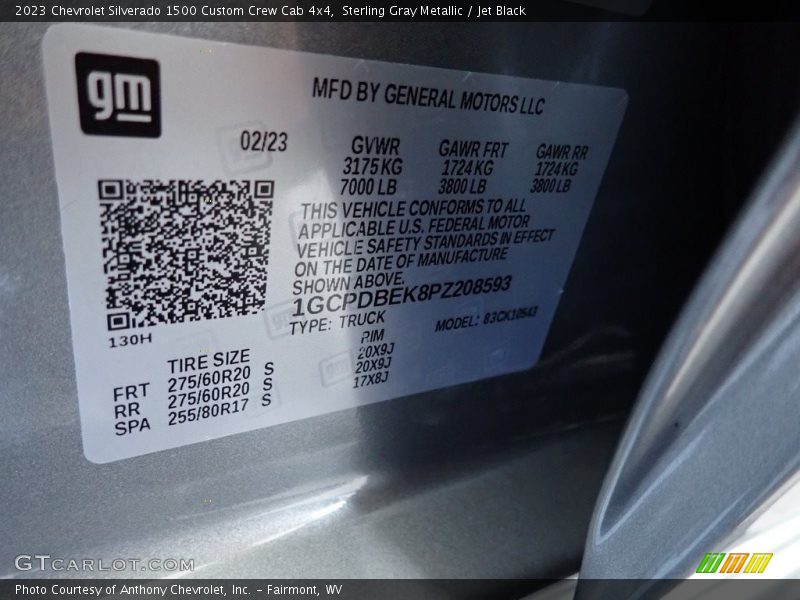 2023 Chevrolet Silverado 1500 Custom Crew Cab 4x4, Sterling Gray Metallic / Jet Black
gm
MFD BY GENERAL MOTORS LLC
02/23
GVWR GAWR FRT GAWR RR
3175 KG 1724 KG 1724 KG
7000 LB 3800 LB 3800 LB
THIS VEHICLE CONFORMS TO ALL
APPLICABLE U.S. FEDERAL MOTOR
VEHICLE SAFETY STANDARDS IN EFFECT
ON THE DATE OF MANUFACTURE
SHOWN ABOVE.
1GCPDBEK8PZ208593
TYPE: TRUCK MODEL: 83CK10543
130H
TIRE SIZE RIM
FRT 275/60R20 S 20X9J
RR 275/60R20 S 20X9J
SPA 255/80R17 S 17X8J
GTCARLOT.COM
Photo Courtesy of Anthony Chevrolet, Inc. – Fairmont, WV